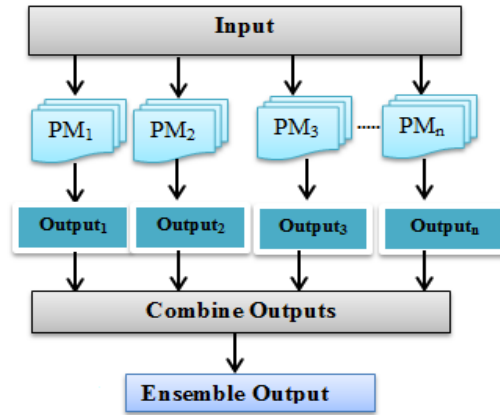 Input
PM₁ PM₂ PM₃ ..... PMₙ
Output₁ Output₂ Output₃ Outputₙ
Combine Outputs
Ensemble Output